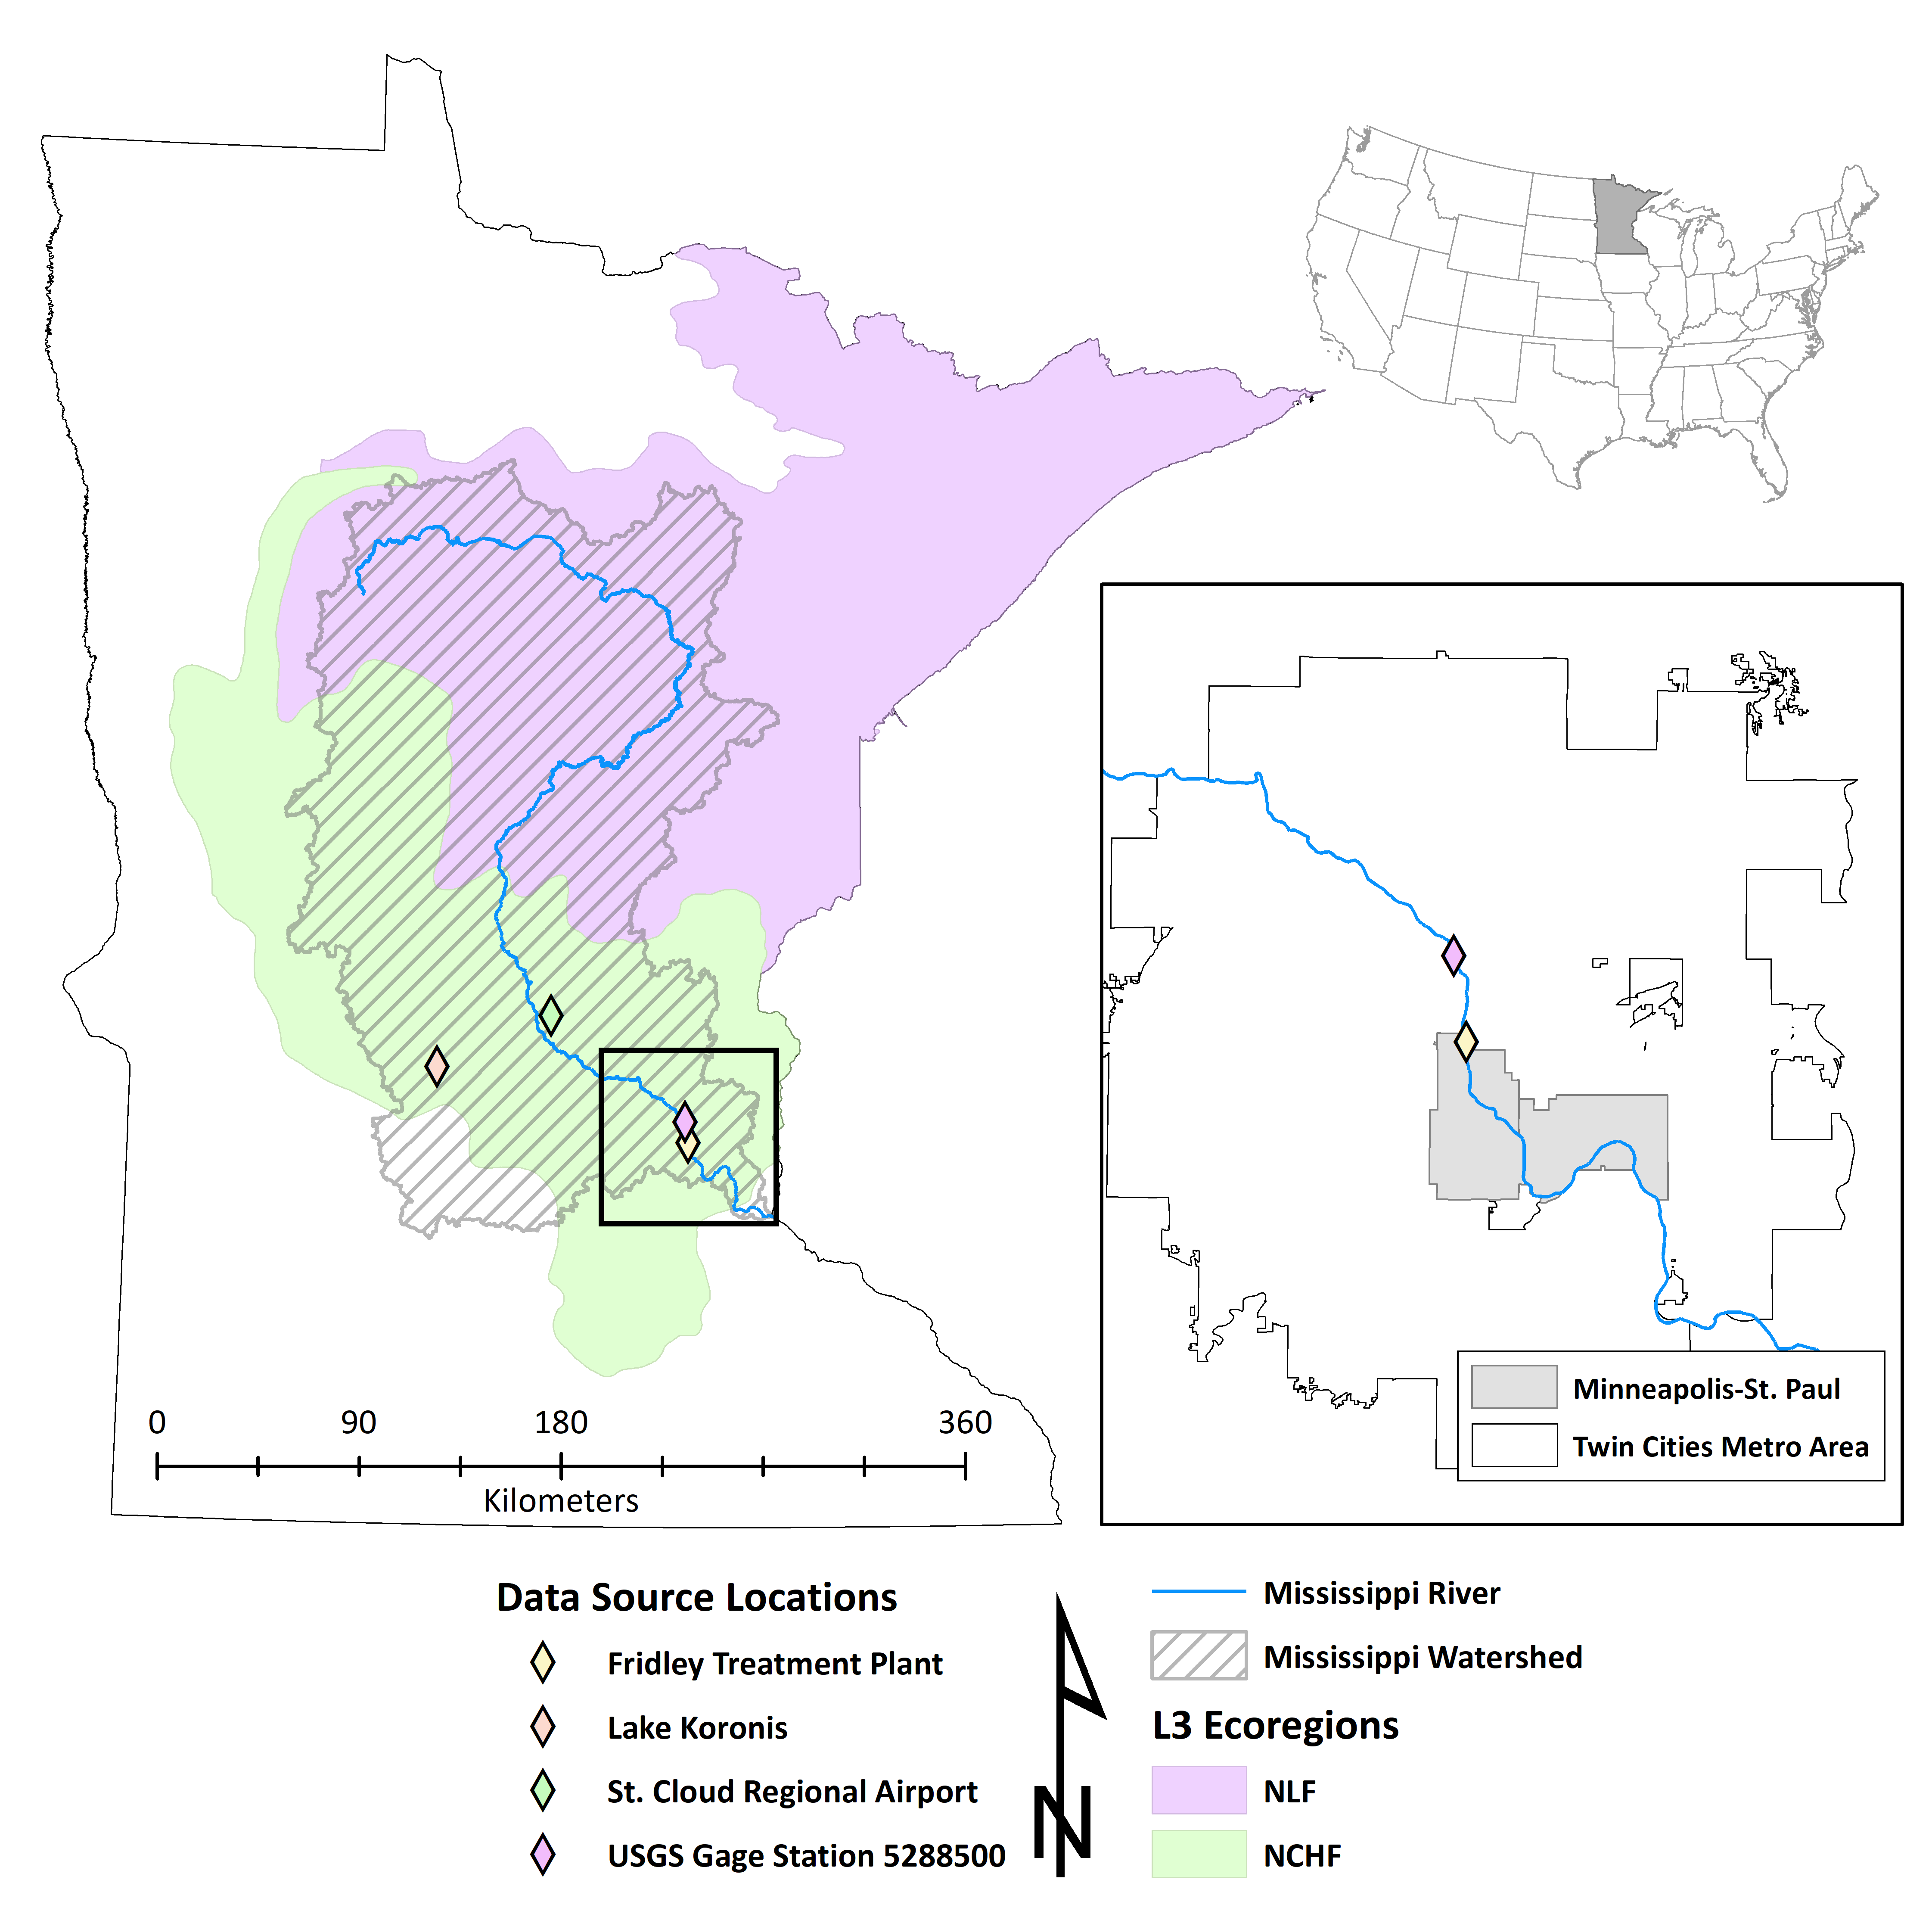 0 90 180 360
Kilometers
Minneapolis-St. Paul
Twin Cities Metro Area
Data Source Locations
Fridley Treatment Plant
Lake Koronis
St. Cloud Regional Airport
USGS Gage Station 5288500
N
Mississippi River
Mississippi Watershed
L3 Ecoregions
NLF
NCHF